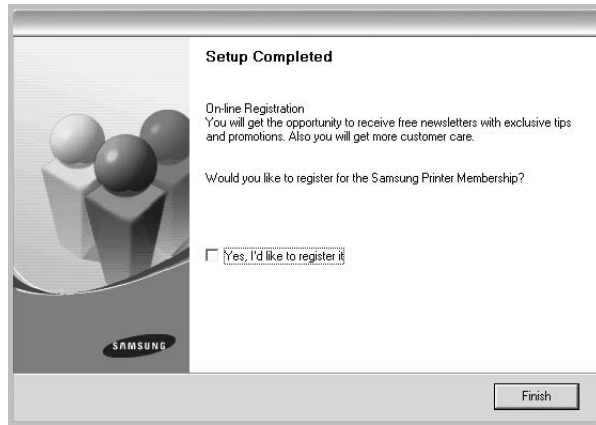 Setup Completed
On-line Registration
You will get the opportunity to receive free newsletters with exclusive tips
and promotions. Also you will get more customer care.
Would you like to register for the Samsung Printer Membership?
Yes, I'd like to register it
SAMSUNG
Finish